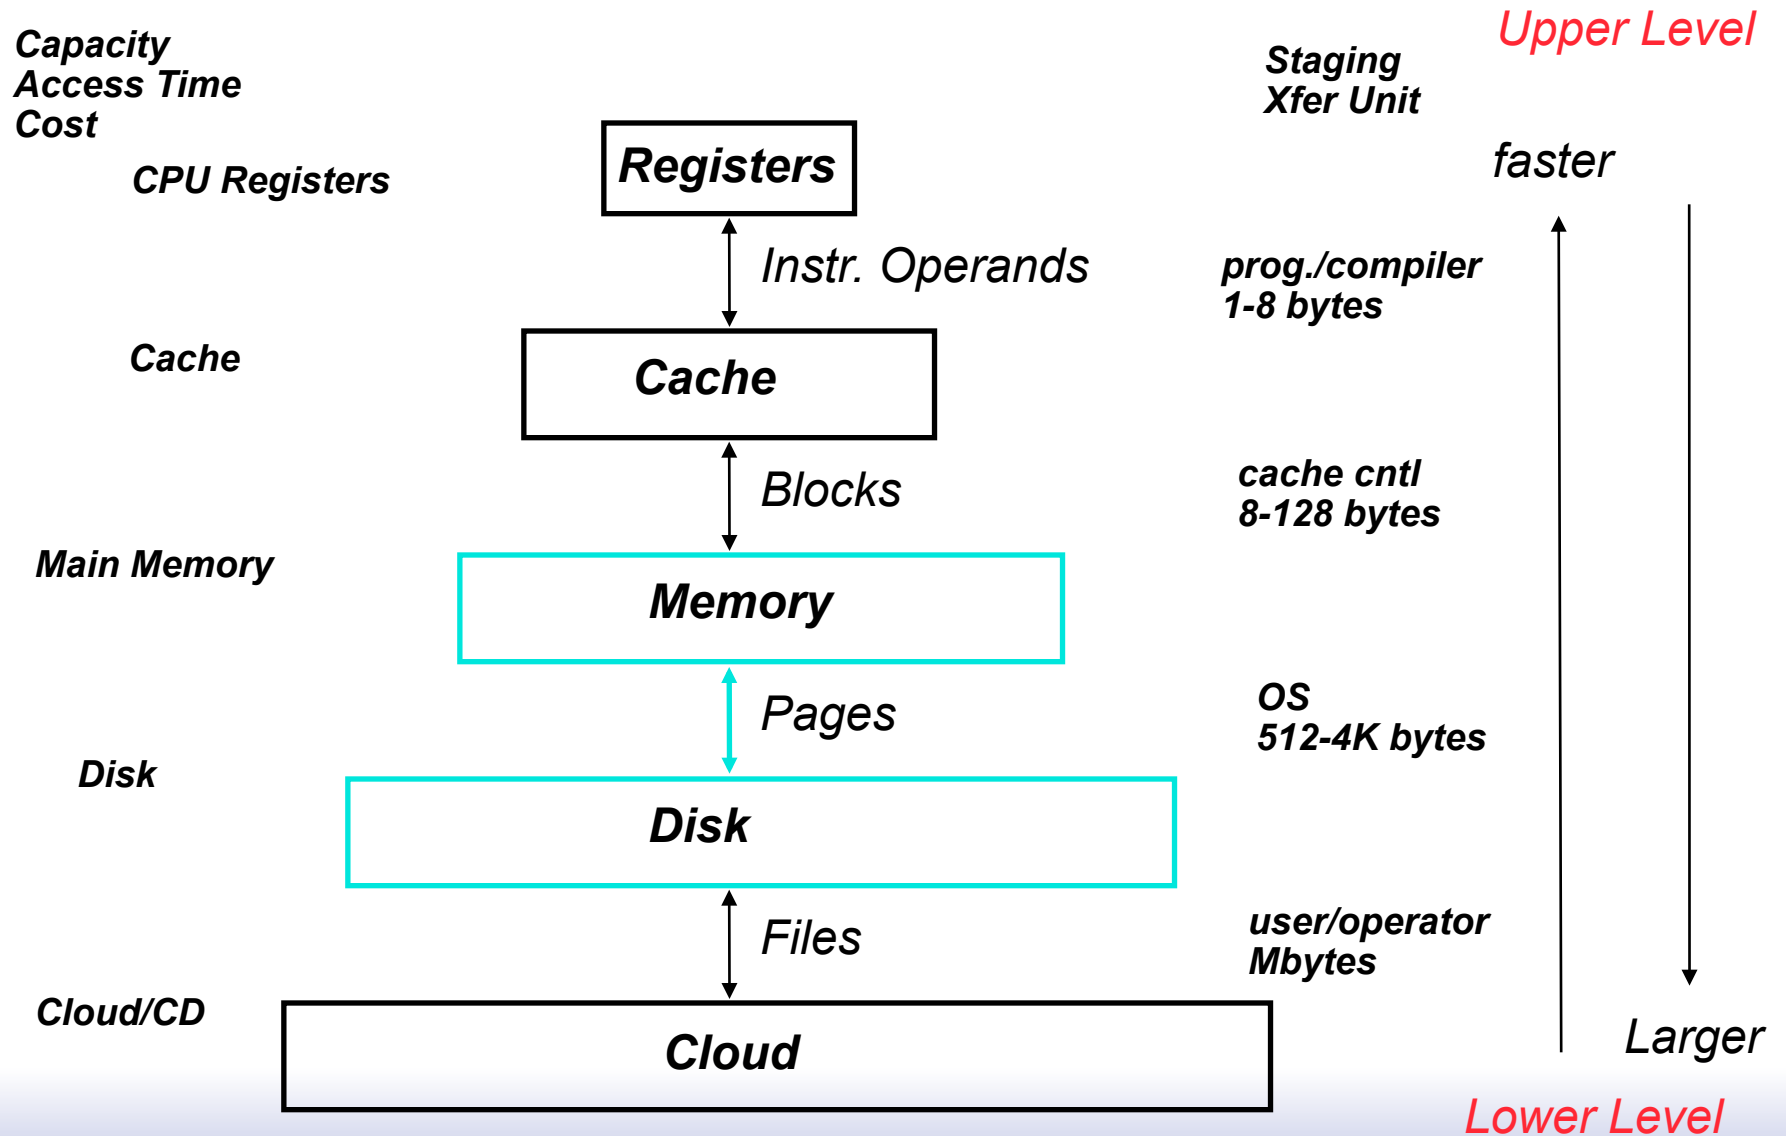 Upper Level
Capacity
Access Time
Cost
Staging
Xfer Unit
CPU Registers
Registers
faster
Instr. Operands
prog./compiler
1-8 bytes
Cache
Cache
Blocks
cache cntl
8-128 bytes
Main Memory
Memory
Pages
OS
512-4K bytes
Disk
Disk
Files
user/operator
Mbytes
Cloud/CD
Cloud
Larger
Lower Level